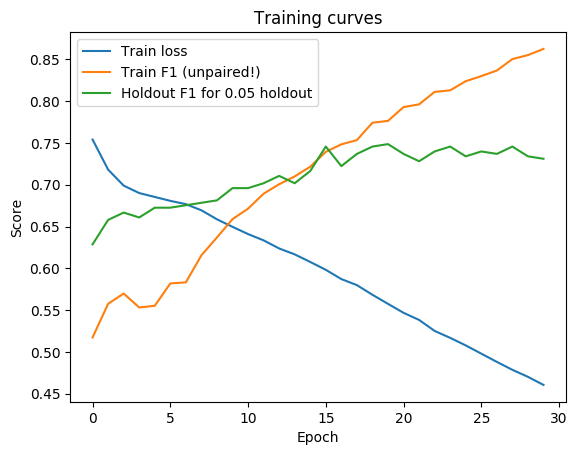 Training curves
Train loss
Train F1 (unpaired!)
Holdout F1 for 0.05 holdout
0.85
0.80
0.75
0.70
0.65
0.60
0.55
0.50
0.45
Score
0 5 10 15 20 25 30
Epoch